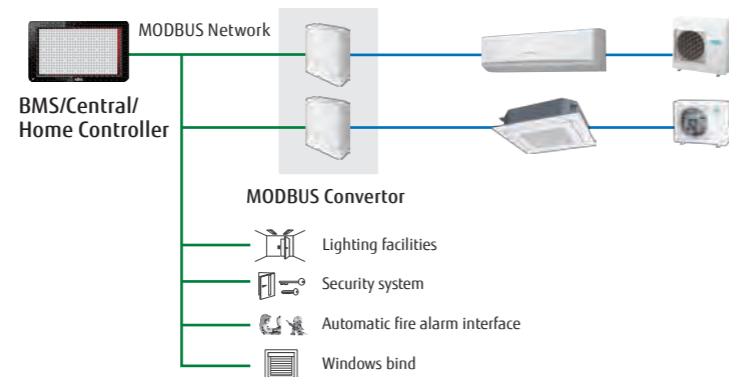 MODBUS Network
BMS/Central/
Home Controller
MODBUS Convertor
Lighting facilities
Security system
Automatic fire alarm interface
Windows bind